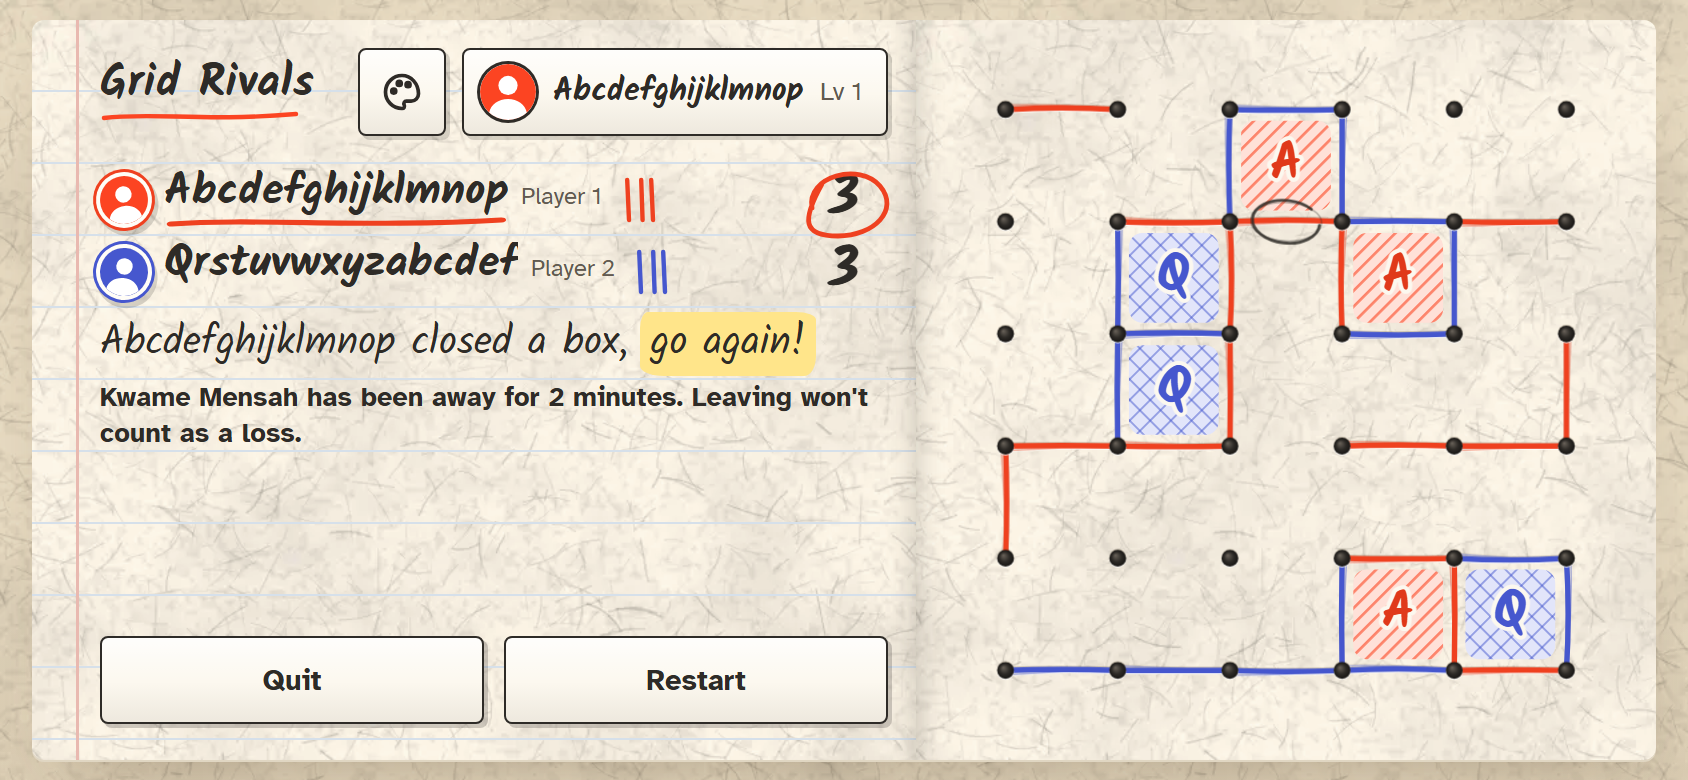 Grid Rivals
Abcdefghijklmnop Lv 1
Abcdefghijklmnop Player 1 3
Qrstuvwxyzabcdef Player 2 3
Abcdefghijklmnop closed a box, go again!
Kwame Mensah has been away for 2 minutes. Leaving won't
count as a loss.
Quit Restart
A
Q A
Q
A Q